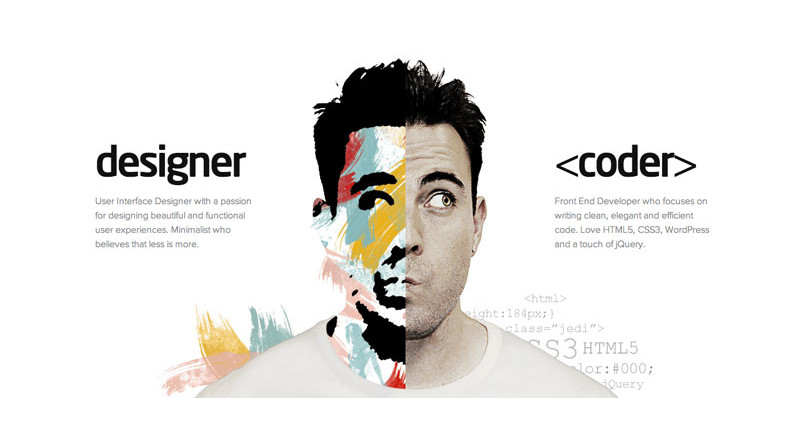 designer
User Interface Designer with a passion
for designing beautiful and functional
user experiences. Minimalist who
believes that less is more.
<coder>
Front End Developer who focuses on
writing clean, elegant and efficient
code. Love HTML5, CSS3, WordPress
and a touch of jQuery.
<html>
eight:184px;}
class="jedi">
SS3 HTML5
olor:#000;
jQuery